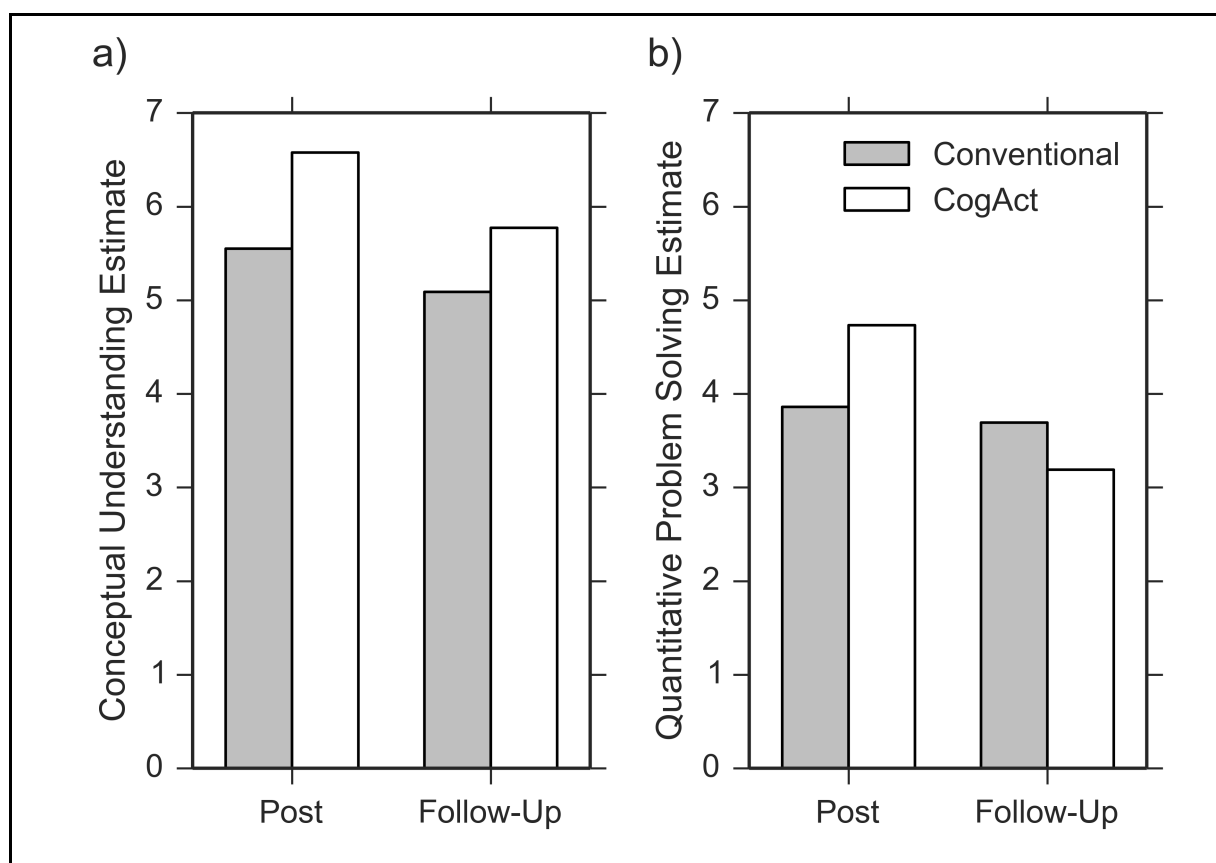 a)
Conceptual Understanding Estimate
7
6
5
4
3
2
1
0
Post
Follow-Up
b)
Quantitative Problem Solving Estimate
7
6
5
4
3
2
1
0
Conventional
CogAct
Post
Follow-Up